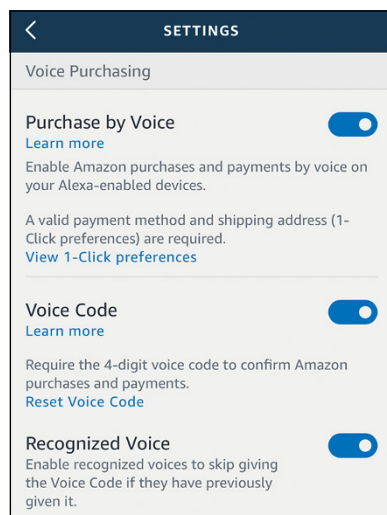 SETTINGS
Voice Purchasing
Purchase by Voice
Learn more
Enable Amazon purchases and payments by voice on
your Alexa-enabled devices.
A valid payment method and shipping address (1-
Click preferences) are required.
View 1-Click preferences
Voice Code
Learn more
Require the 4-digit voice code to confirm Amazon
purchases and payments.
Reset Voice Code
Recognized Voice
Enable recognized voices to skip giving
the Voice Code if they have previously
given it.